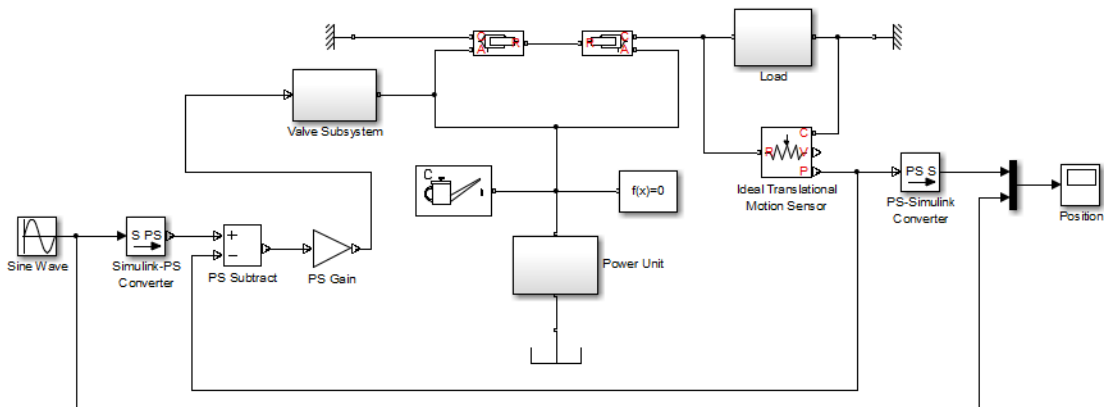 C
A
R
R
C
A
Load
Valve Subsystem
C
R
V
P
Ideal Translational
Motion Sensor
C
f(x)=0
PS S
PS-Simulink
Converter
Position
Sine Wave
S PS
Simulink-PS
Converter
+
−
PS Subtract
PS Gain
Power Unit